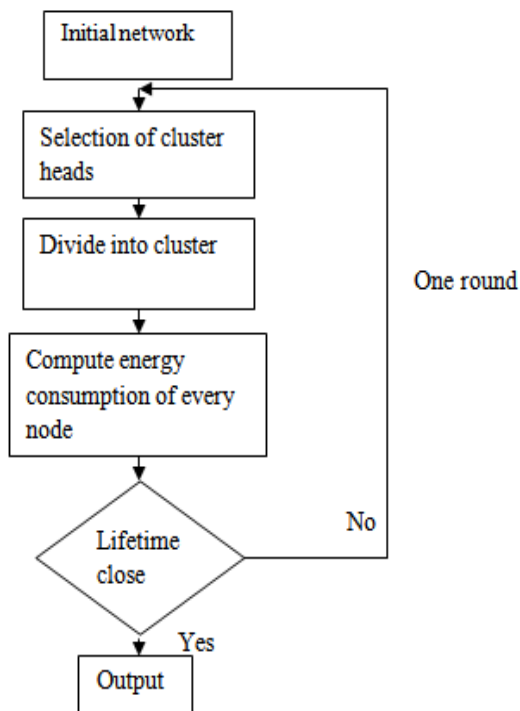 Initial network
Selection of cluster
heads
Divide into cluster
One round
Compute energy
consumption of every
node
No
Lifetime
close
Yes
Output